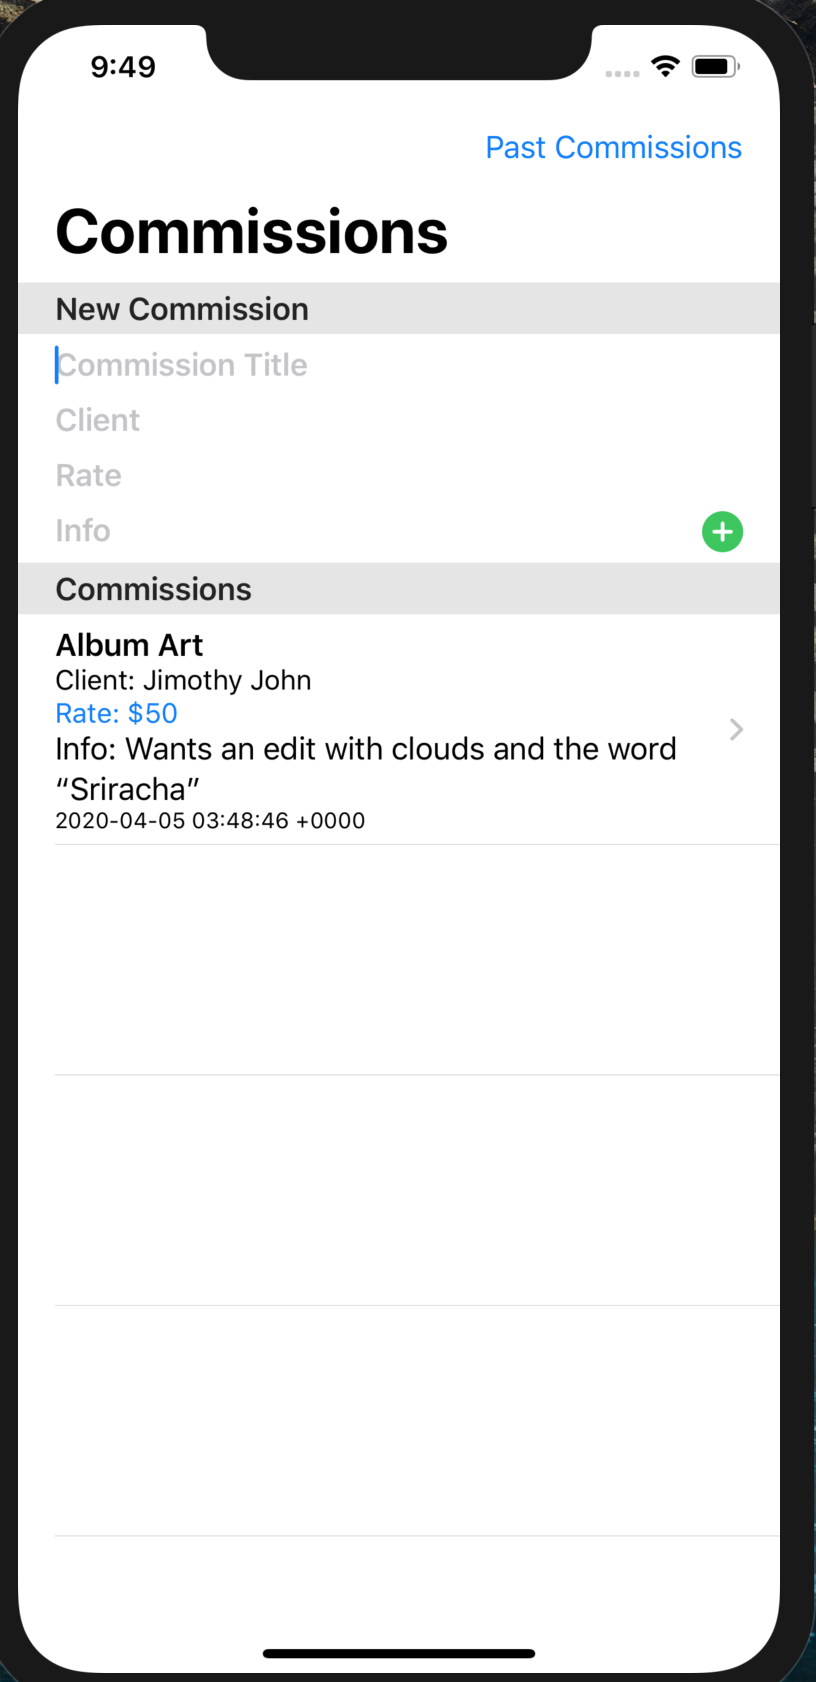 9:49
Past Commissions
Commissions
New Commission
Commission Title
Client
Rate
Info
Commissions
Album Art
Client: Jimothy John
Rate: $50
Info: Wants an edit with clouds and the word
“Sriracha”
2020-04-05 03:48:46 +0000